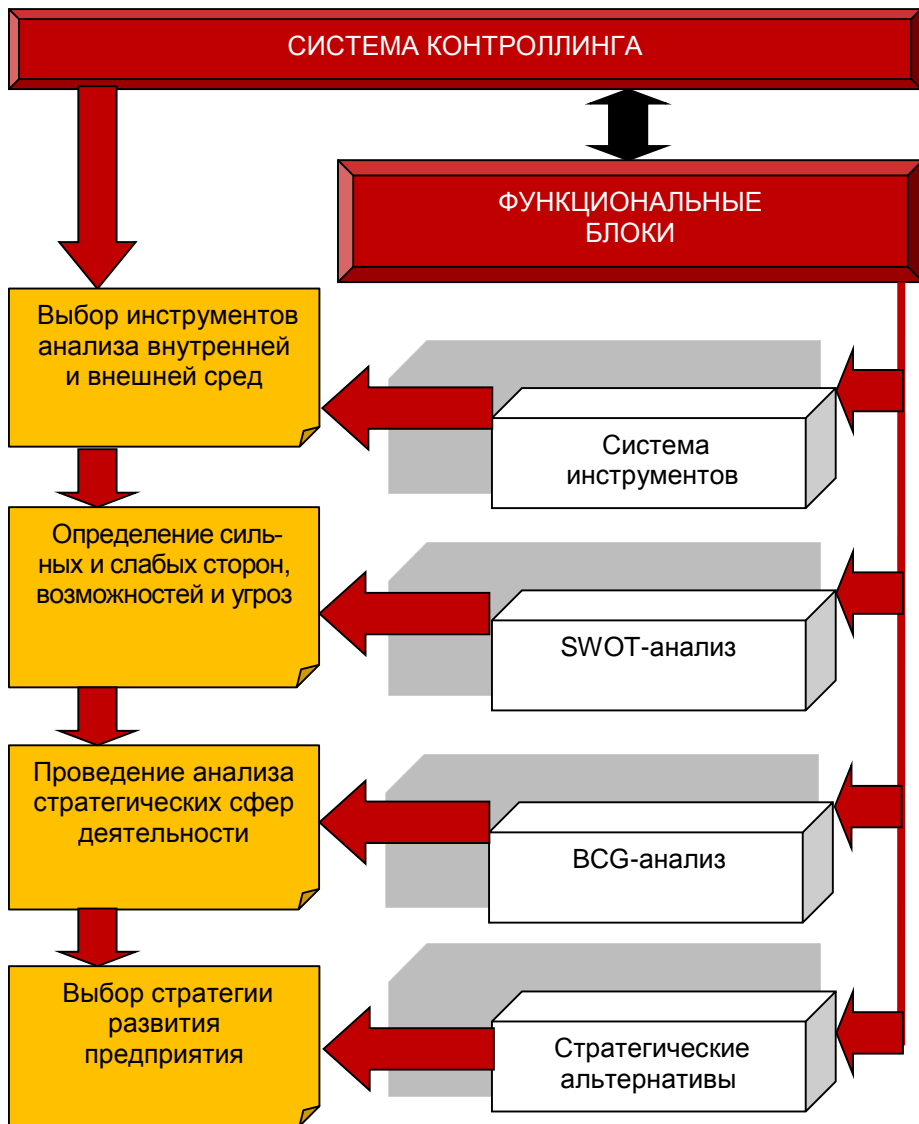 СИСТЕМА КОНТРОЛЛИНГА
ФУНКЦИОНАЛЬНЫЕ
БЛОКИ
Выбор инструментов
анализа внутренней
и внешней сред
Система
инструментов
Определение силь-
ных и слабых сторон,
возможностей и угроз
SWOT-анализ
Проведение анализа
стратегических сфер
деятельности
BCG-анализ
Выбор стратегии
развития
предприятия
Стратегические
альтернативы